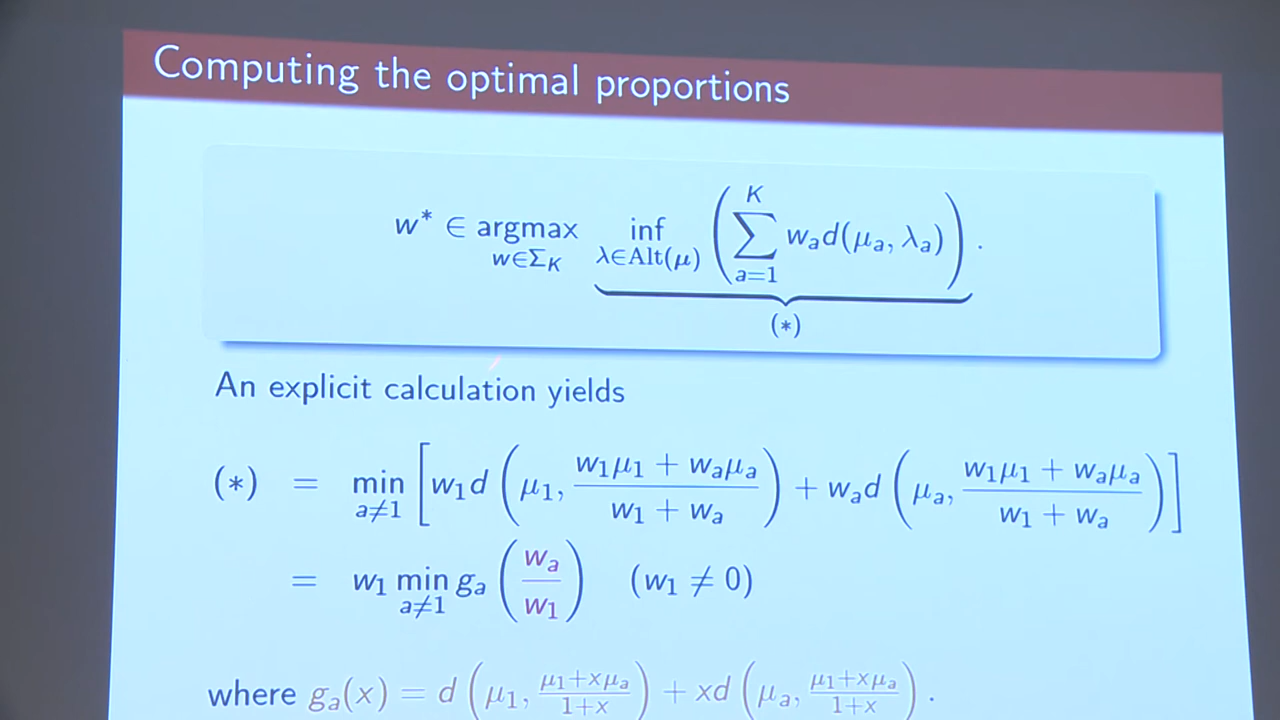 Computing the optimal proportions
w* ∈ argmax_{w∈Σ_K} inf_{λ∈Alt(μ)} ( ∑_{a=1}^{K} w_a d(μ_a, λ_a) ) .
(*)
An explicit calculation yields
(*) = min_{a≠1} [ w_1 d ( μ_1, (w_1μ_1 + w_aμ_a)/(w_1 + w_a) ) + w_a d ( μ_a, (w_1μ_1 + w_aμ_a)/(w_1 + w_a) ) ]
= w_1 min_{a≠1} g_a ( w_a/w_1 ) (w_1 ≠ 0)
where g_a(x) = d ( μ_1, (μ_1+xμ_a)/(1+x) ) + xd ( μ_a, (μ_1+xμ_a)/(1+x) ) .